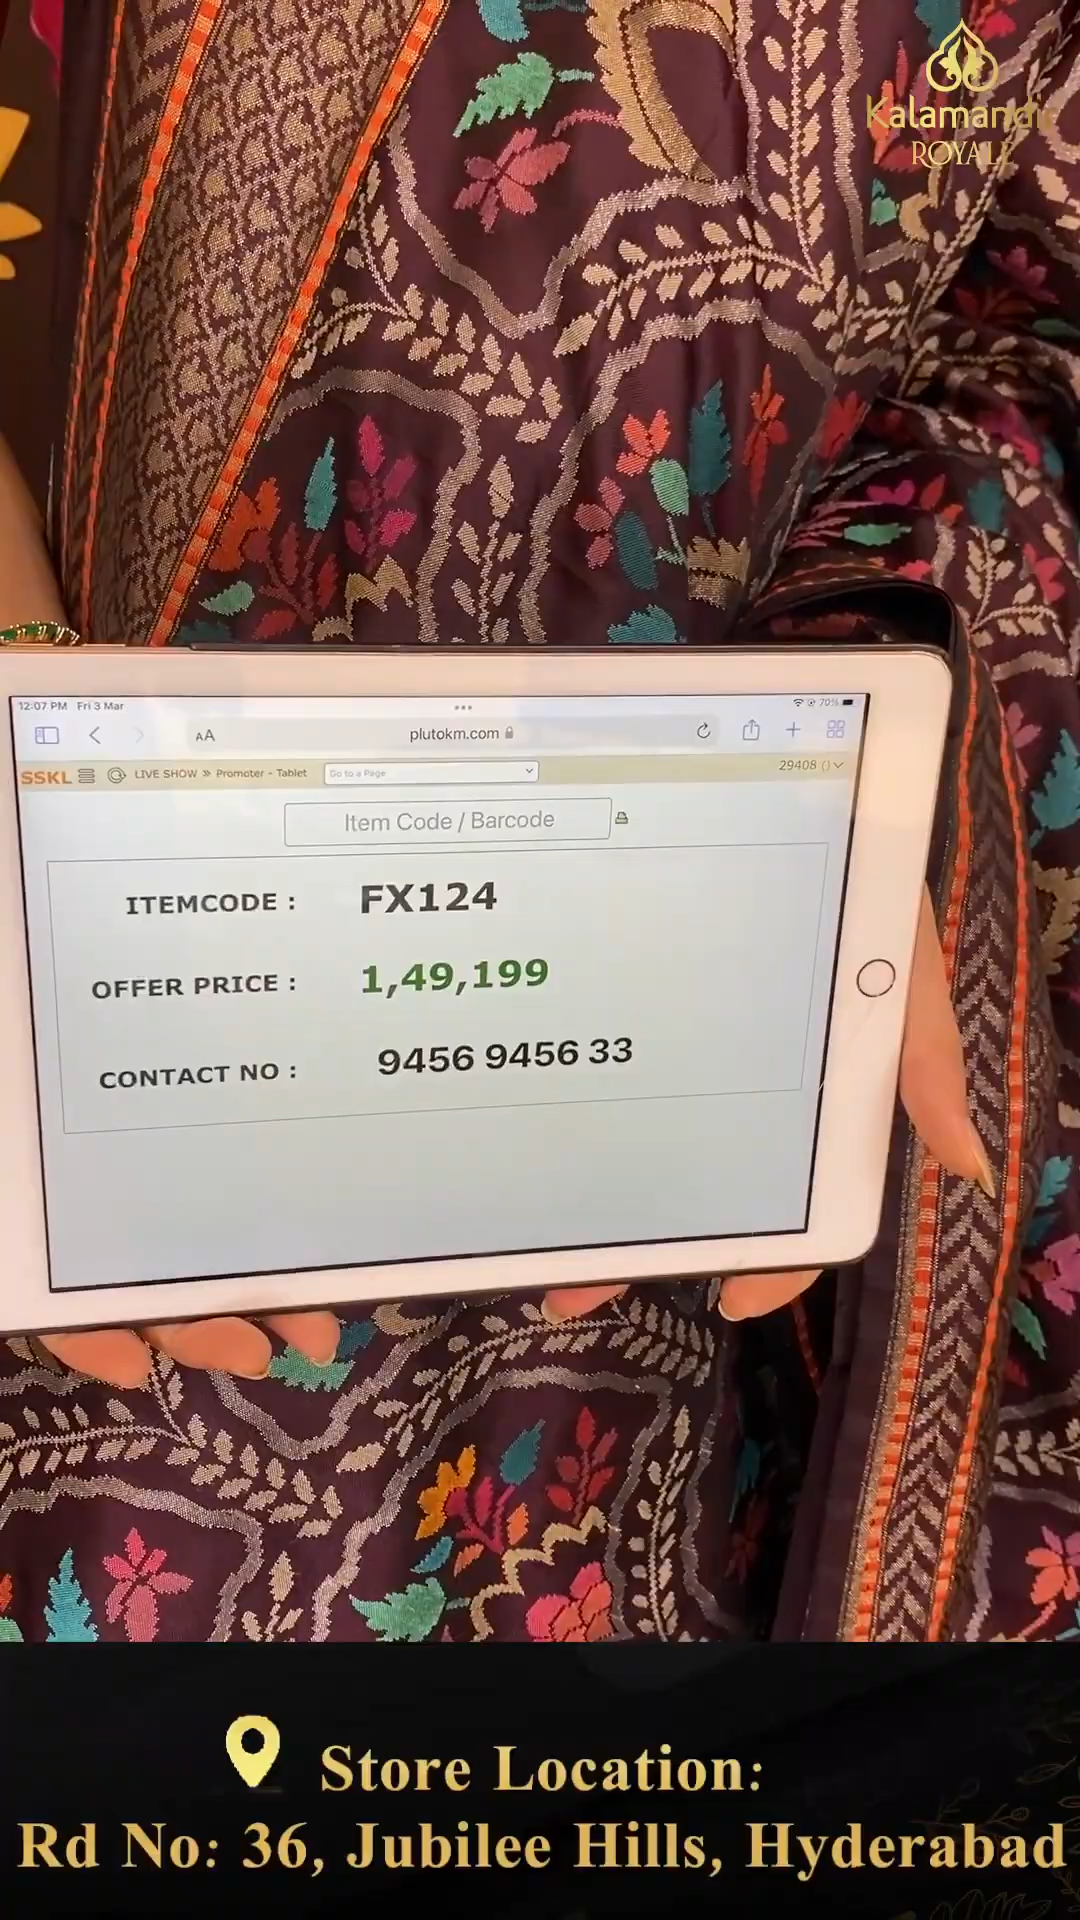 Kalamandir
ROYALE
12:07 PM Fri 3 Mar
70%
AA
plutokm.com
SSKL
LIVE SHOW » Promoter - Tablet
Go to a Page
29408 ()
Item Code / Barcode
ITEMCODE : FX124
OFFER PRICE : 1,49,199
CONTACT NO : 9456 9456 33
Store Location:
Rd No: 36, Jubilee Hills, Hyderabad